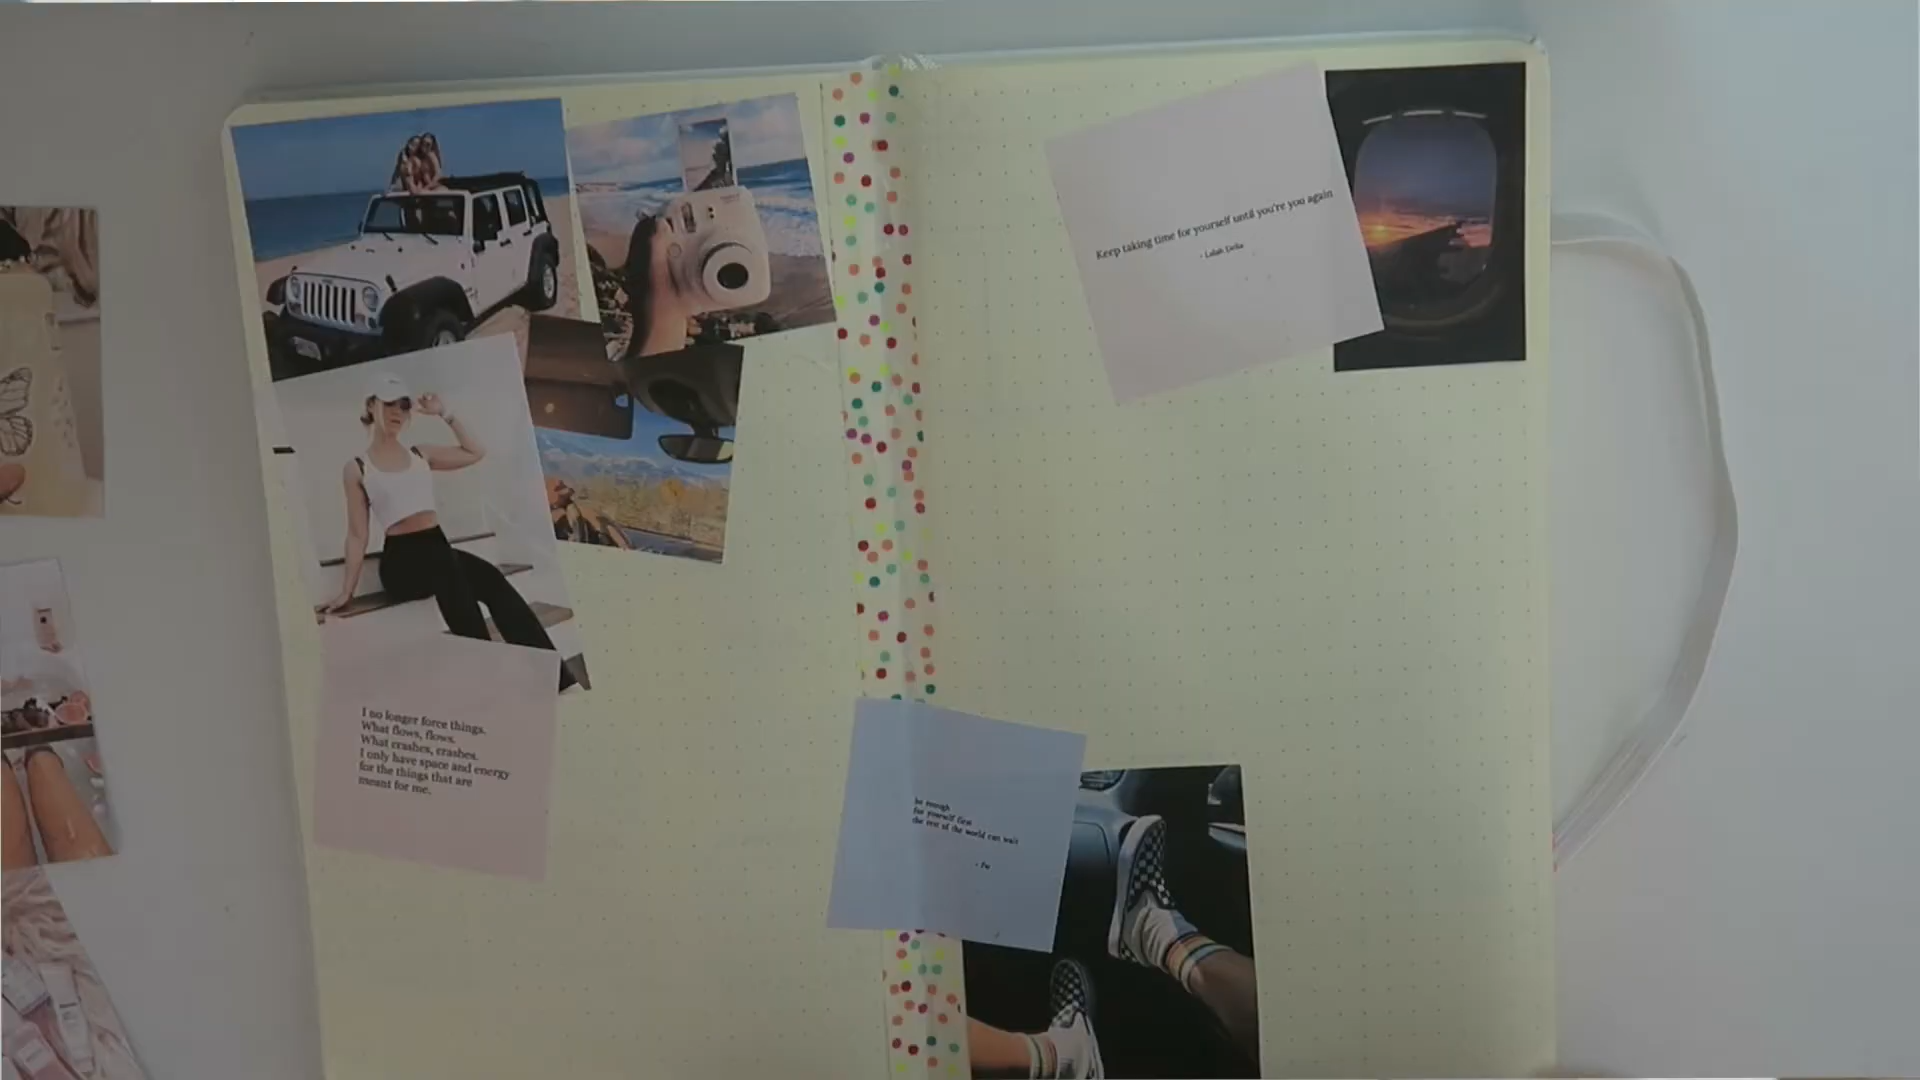 Keep taking time for yourself until you're you again
- Lalah Delia
I no longer force things.
What flows, flows.
What crashes, crashes.
I only have space and energy
for the things that are
meant for me.
be enough
for yourself first
the rest of the world can wait